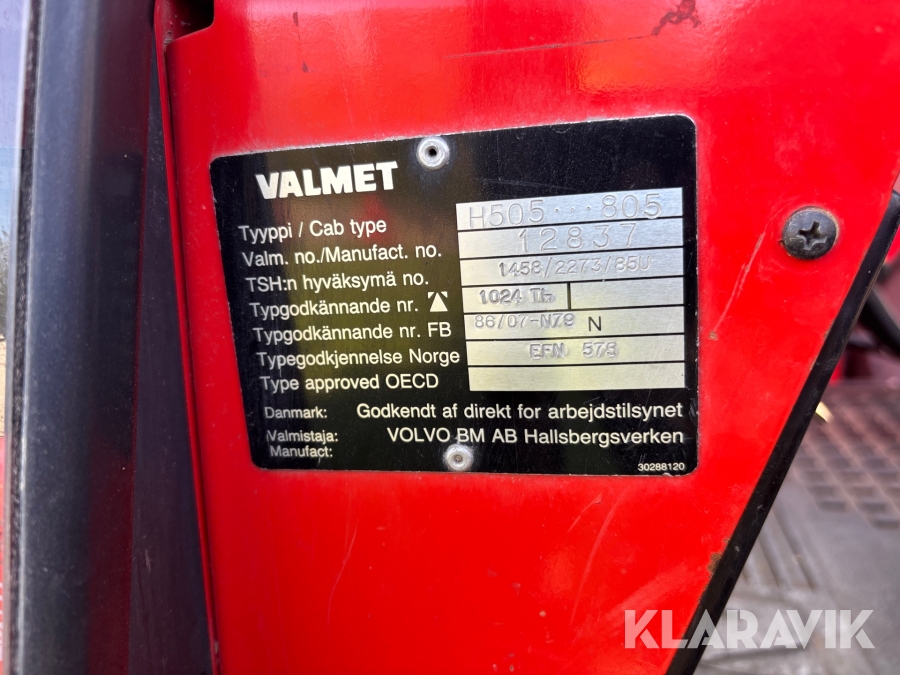 VALMET
Tyyppi / Cab type H505···805
Valm. no./Manufact. no. 12837
TSH:n hyväksymä no. 1458/2273/85U
Typgodkännande nr. 1024 Th
Typgodkännande nr. FB 86/07-N79 N
Typegodkjennelse Norge EFN 578
Type approved OECD
Danmark: Godkendt af direkt for arbejdstilsynet
Valmistaja: VOLVO BM AB Hallsbergsverken
Manufact:
30288120
KLARAVIK